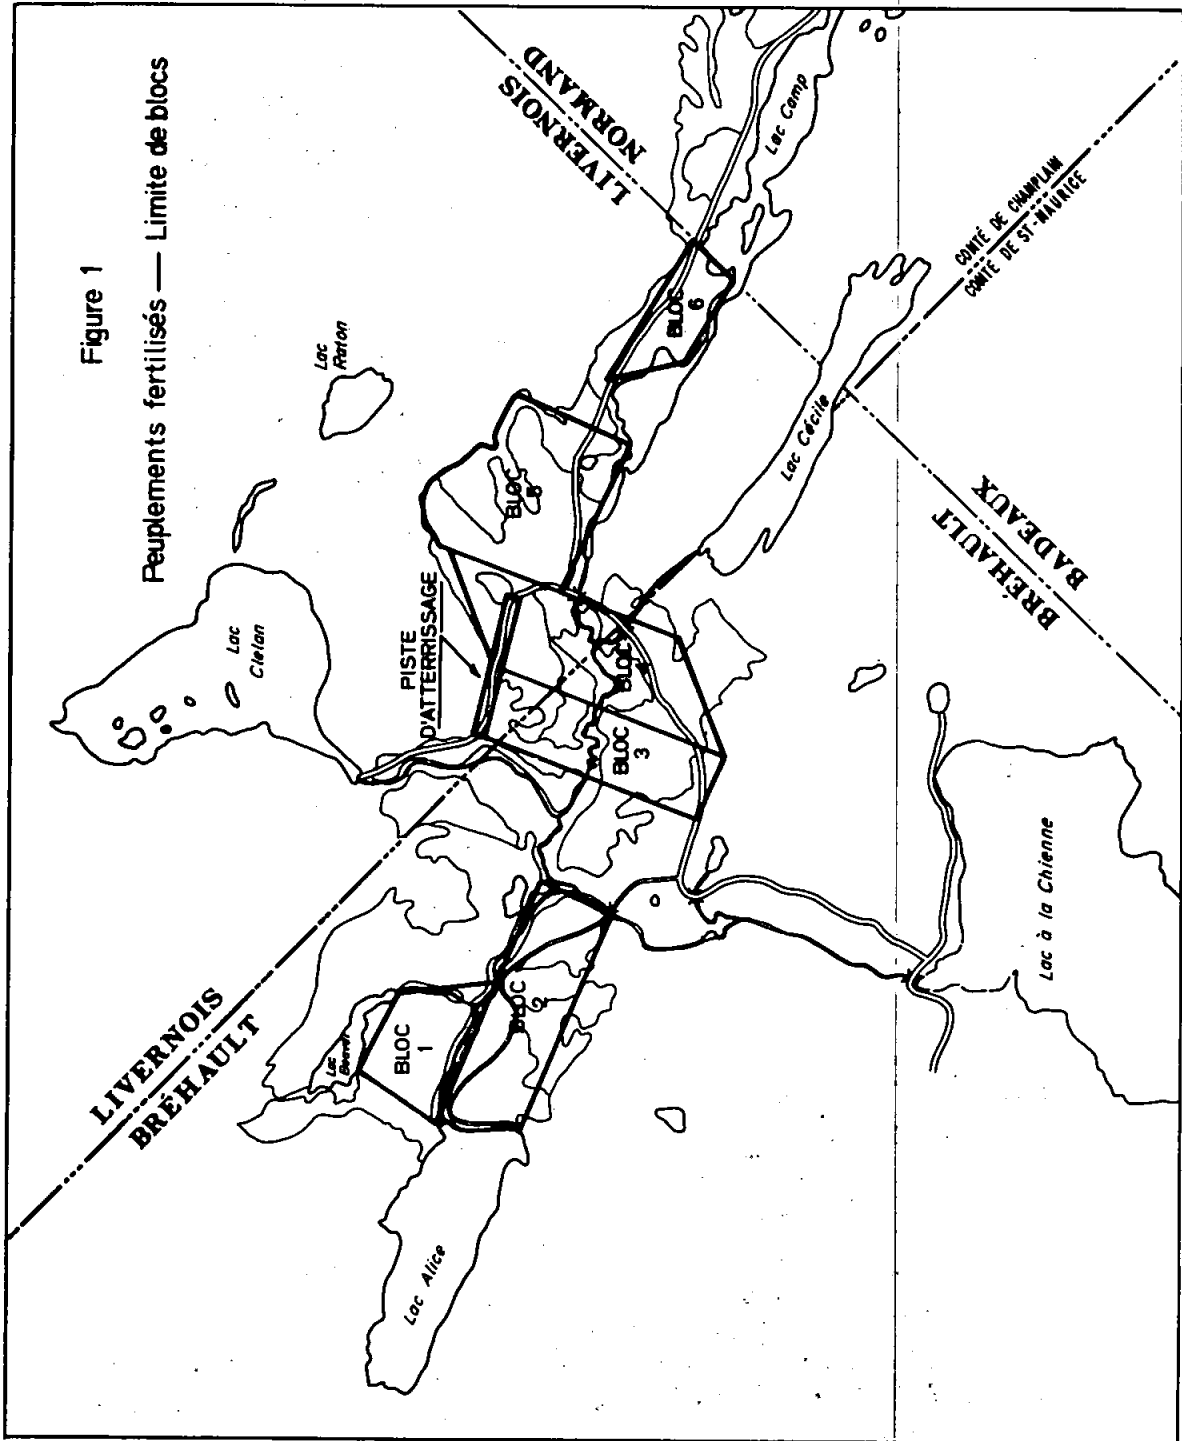 Figure 1
Peuplements fertilisés — Limite de blocs
Lac
Raton
Lac
Clelan
PISTE
D'ATTERRISSAGE
LIVERNOIS
NORMAND
LIVERNOIS
BRÉHAULT
Lac Camp
BLOC
6
BLOC
5
BLOC
BLOC
3
BLOC
2
BLOC
1
Lac
Lac Alice
Lac Cécile
COMTÉ DE CHAMPLAIN
COMTÉ DE ST-MAURICE
BRÉHAULT
BADEAUX
Lac à la Chienne